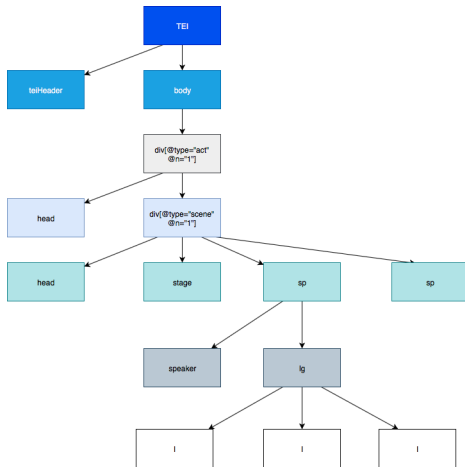 TEI
teiHeader
body
div[@type="act"
@n="1"]
head
div[@type="scene"
@n="1"]
head
stage
sp
sp
speaker
lg
l
l
l